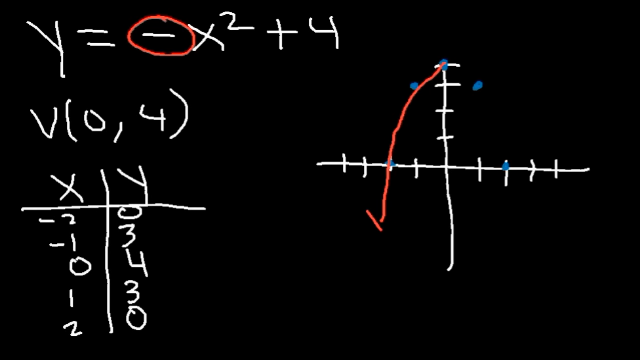 y = -x² + 4
V(0, 4)
X Y
-2 0
-1 3
0 4
1 3
2 0